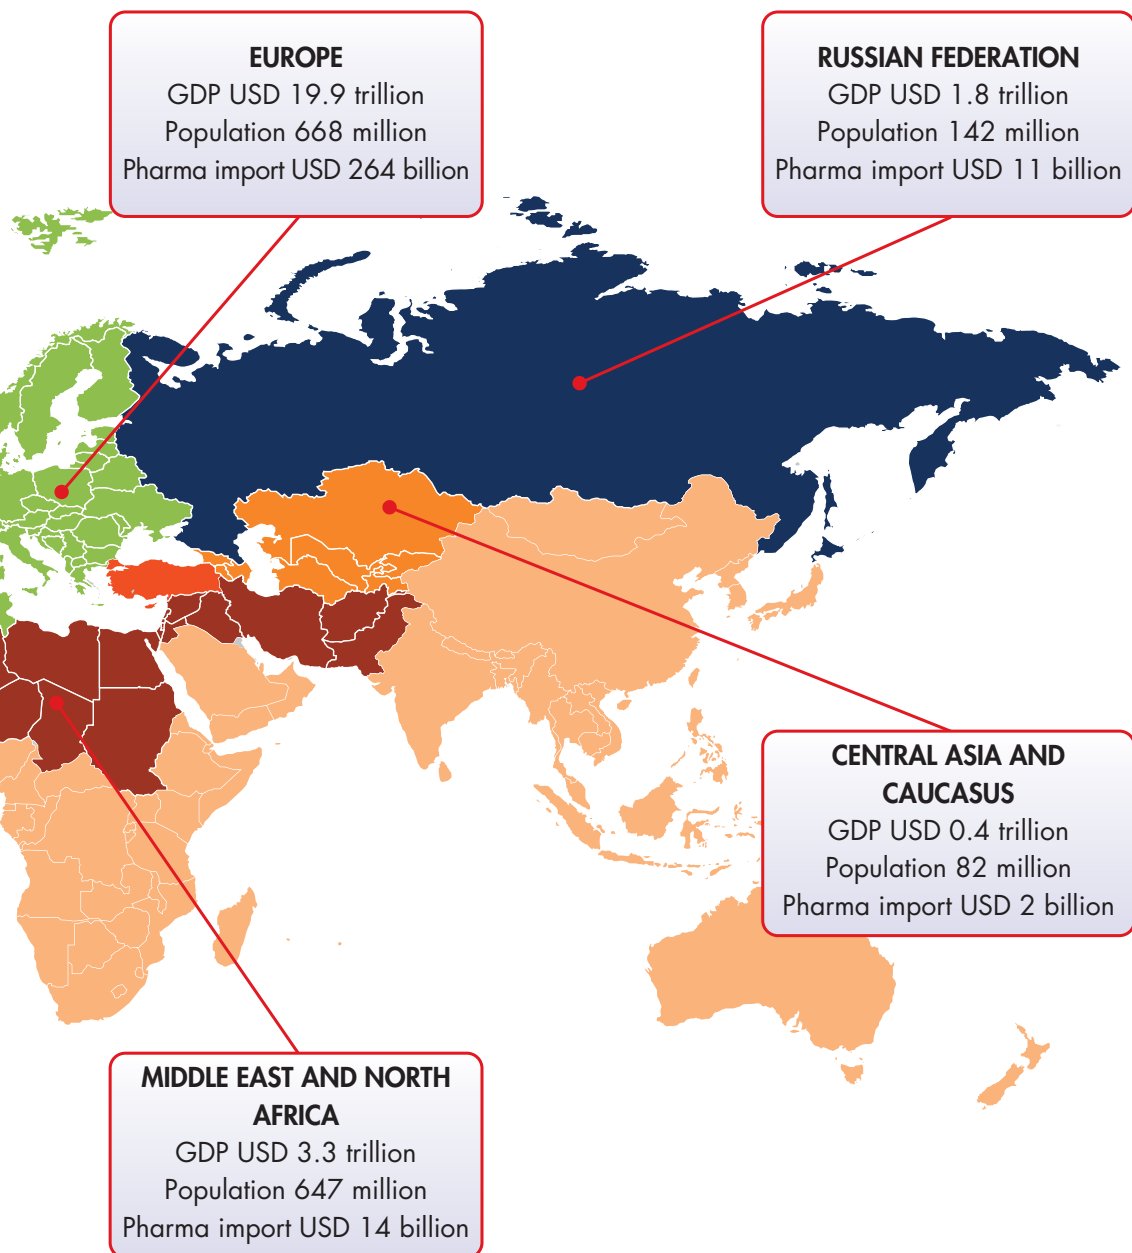 EUROPE
GDP USD 19.9 trillion
Population 668 million
Pharma import USD 264 billion
RUSSIAN FEDERATION
GDP USD 1.8 trillion
Population 142 million
Pharma import USD 11 billion
CENTRAL ASIA AND
CAUCASUS
GDP USD 0.4 trillion
Population 82 million
Pharma import USD 2 billion
MIDDLE EAST AND NORTH
AFRICA
GDP USD 3.3 trillion
Population 647 million
Pharma import USD 14 billion